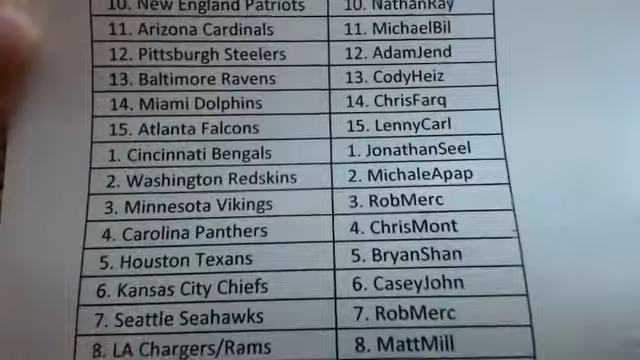 10. New England Patriots 10. NathanRay
11. Arizona Cardinals 11. MichaelBil
12. Pittsburgh Steelers 12. AdamJend
13. Baltimore Ravens 13. CodyHeiz
14. Miami Dolphins 14. ChrisFarq
15. Atlanta Falcons 15. LennyCarl
1. Cincinnati Bengals 1. JonathanSeel
2. Washington Redskins 2. MichaleApap
3. Minnesota Vikings 3. RobMerc
4. Carolina Panthers 4. ChrisMont
5. Houston Texans 5. BryanShan
6. Kansas City Chiefs 6. CaseyJohn
7. Seattle Seahawks 7. RobMerc
8. LA Chargers/Rams 8. MattMill